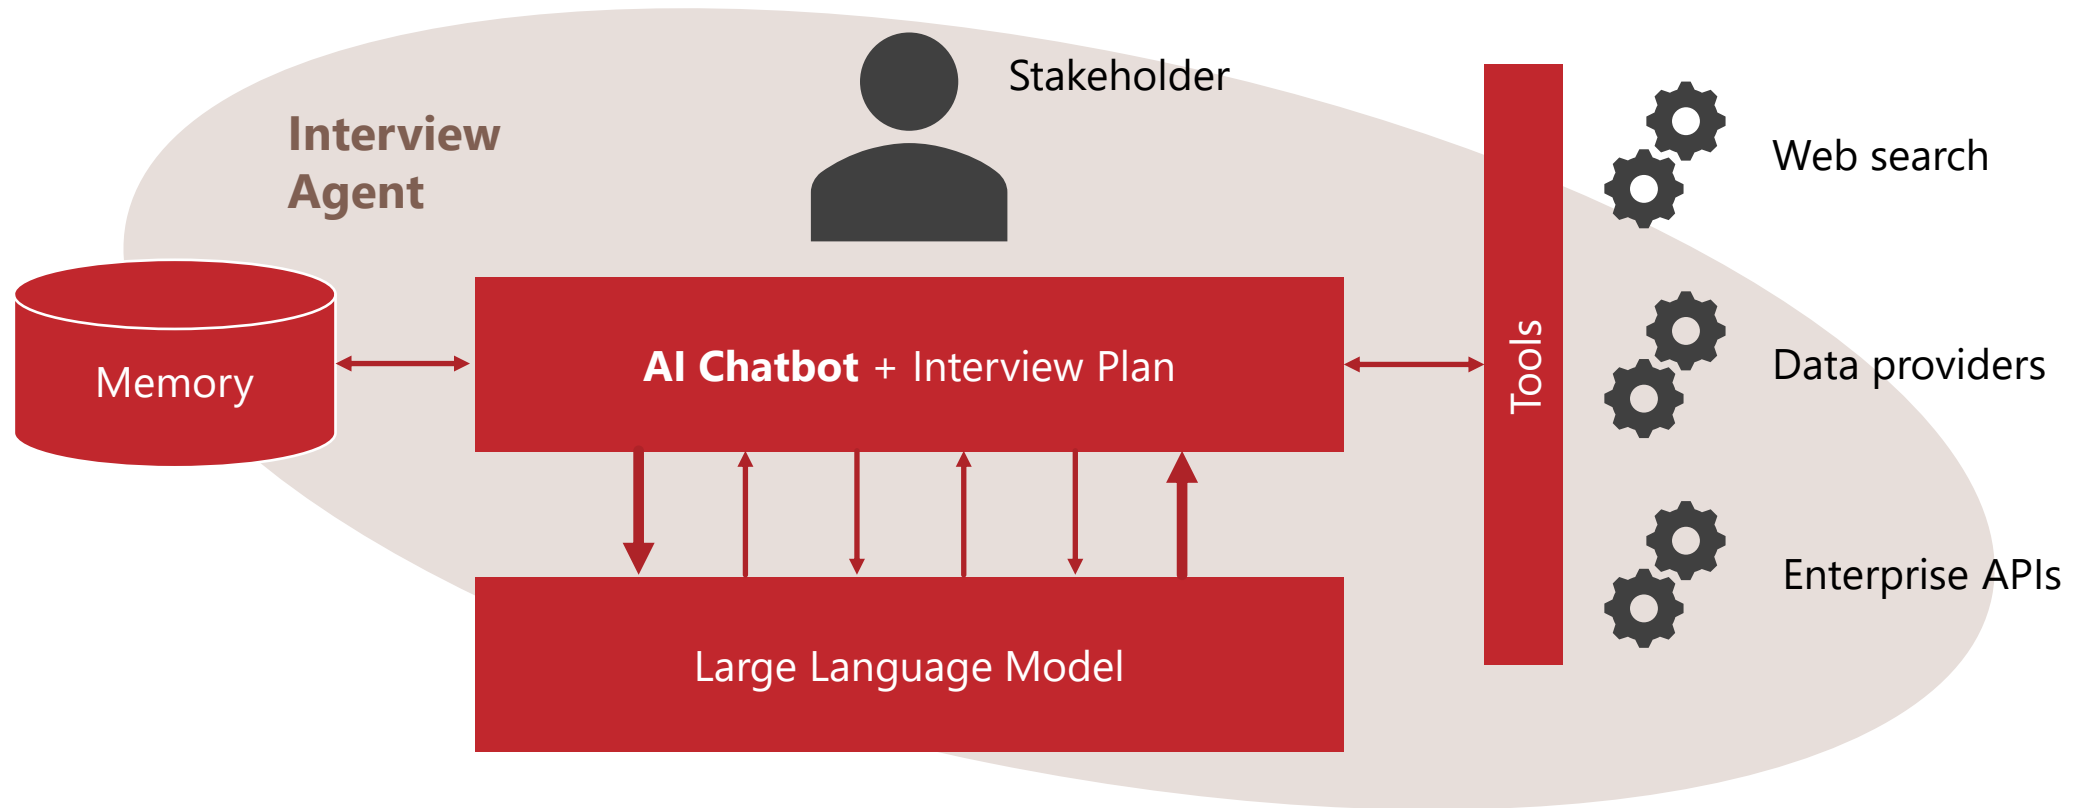 Stakeholder
Interview
Agent
Web search
Memory
AI Chatbot + Interview Plan
Tools
Data providers
Enterprise APIs
Large Language Model